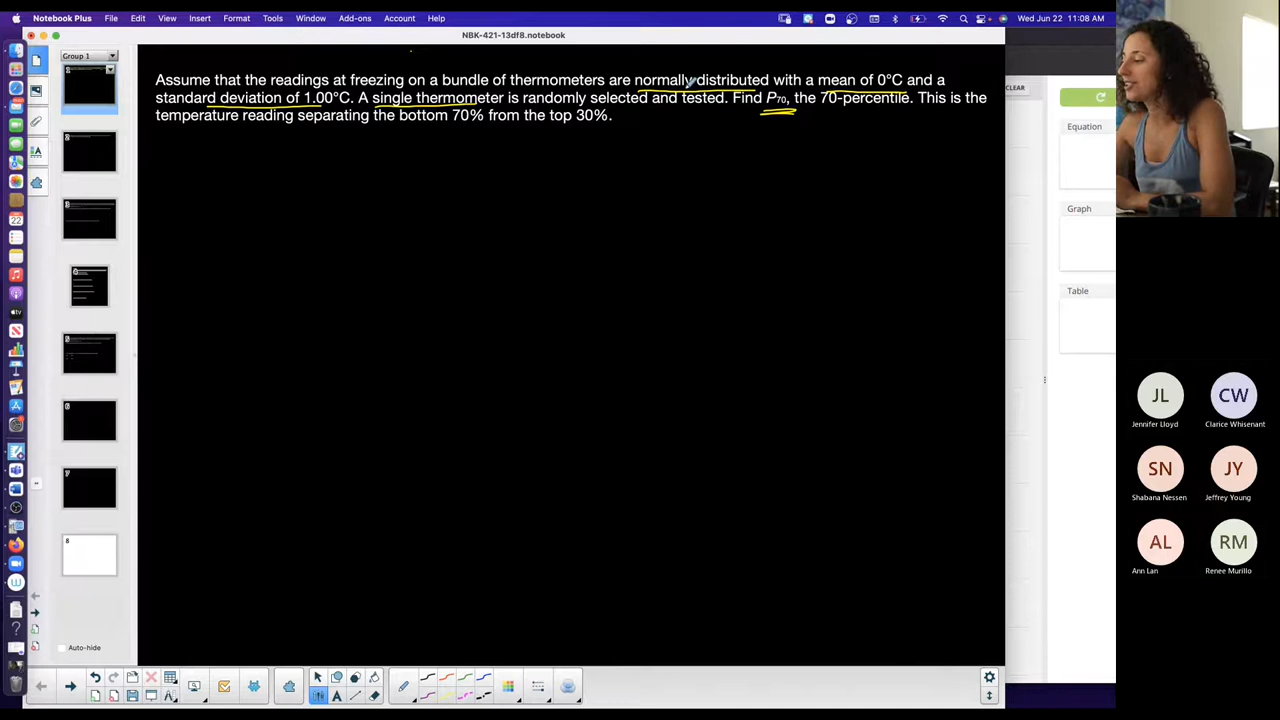 Notebook Plus File Edit View Insert Format Tools Window Add-ons Account Help Wed Jun 22 11:08 AM
NBK-421-13df8.notebook
Group 1
Assume that the readings at freezing on a bundle of thermometers are normally distributed with a mean of 0°C and a
standard deviation of 1.00°C. A single thermometer is randomly selected and tested. Find P70, the 70-percentile. This is the
temperature reading separating the bottom 70% from the top 30%.
CLEAR
Equation
Graph
Table
22
6
7
8
Auto-hide
JL
CW
Jennifer Lloyd
Clarice Whisenant
SN
JY
Shabana Nessen
Jeffrey Young
AL
RM
Ann Lan
Renee Murillo